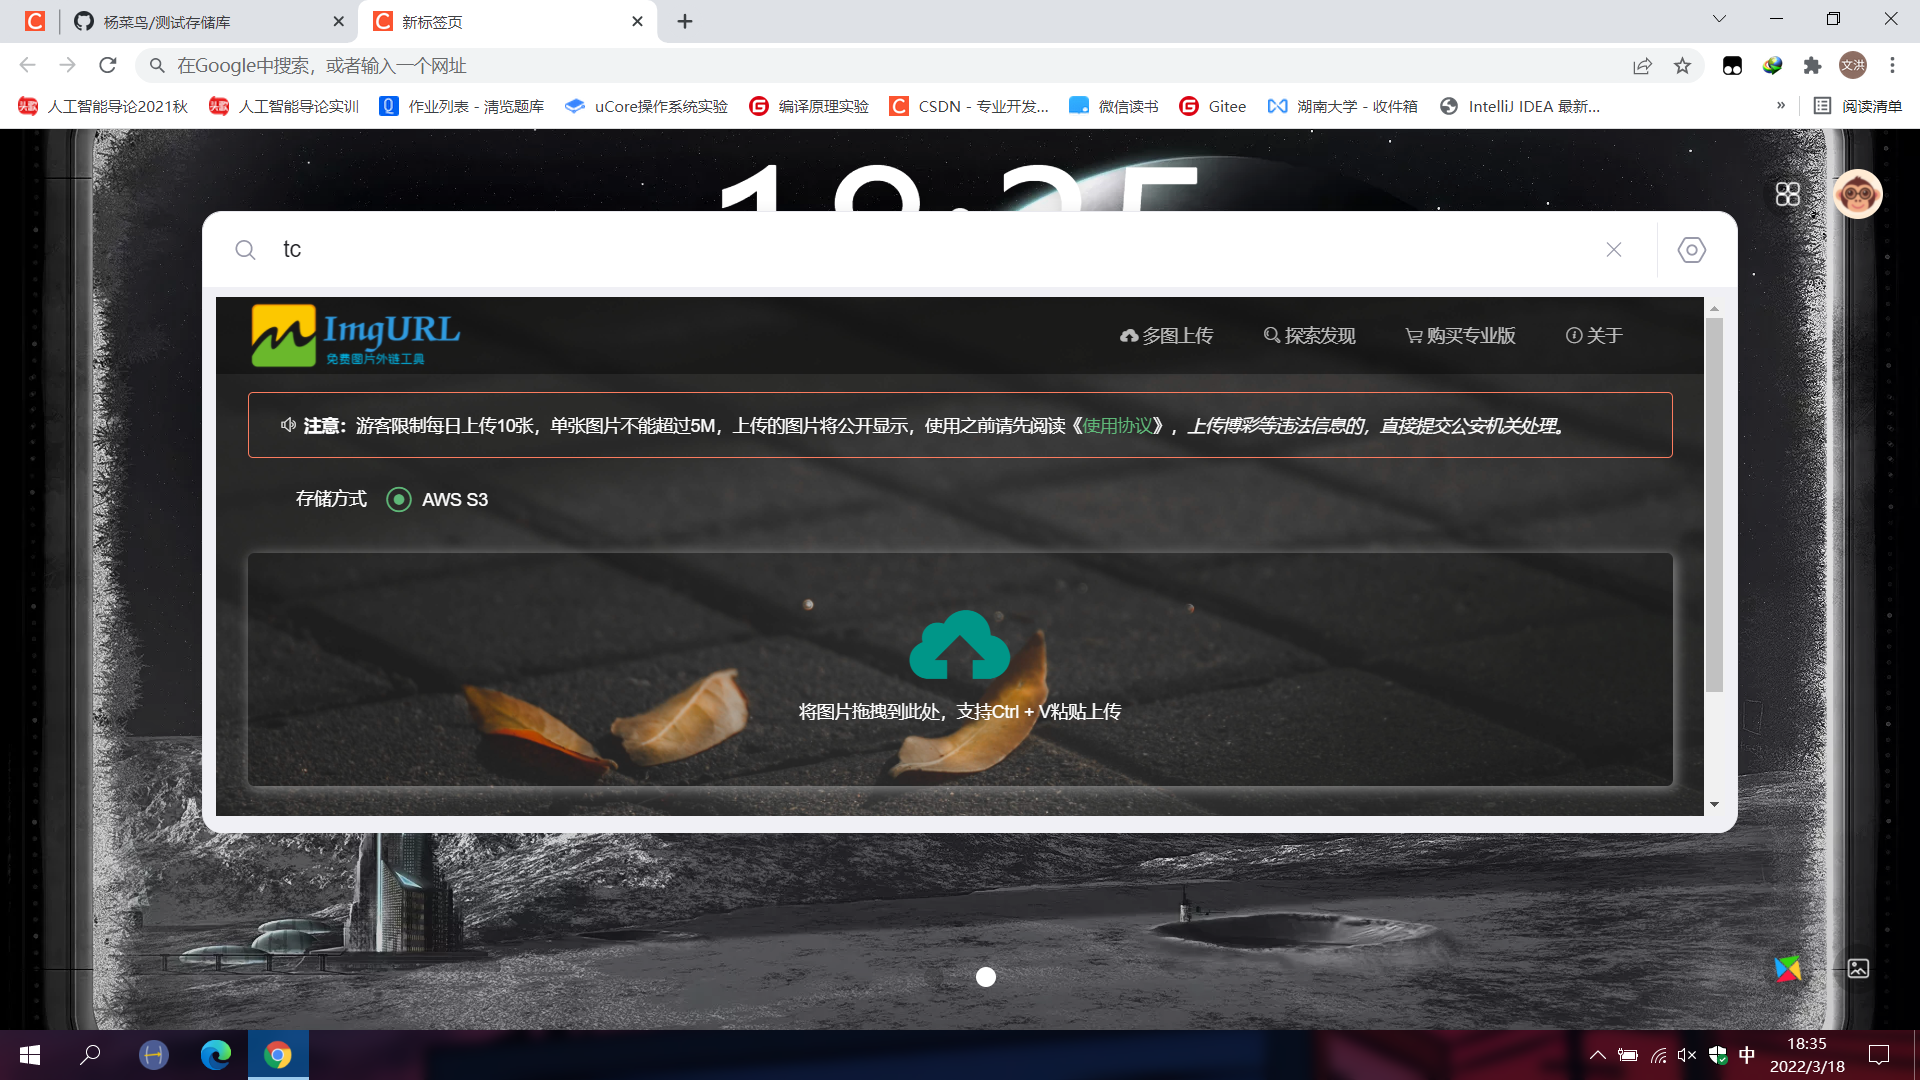 杨菜鸟/测试存储库
新标签页
在Google中搜索，或者输入一个网址
文洪
人工智能导论2021秋
人工智能导论实训
作业列表 - 清览题库
uCore操作系统实验
编译原理实验
CSDN - 专业开发...
微信读书
Gitee
湖南大学 - 收件箱
IntelliJ IDEA 最新...
»
阅读清单
tc
ImgURL
免费图片外链工具
多图上传
探索发现
购买专业版
关于
注意：游客限制每日上传10张，单张图片不能超过5M，上传的图片将公开显示，使用之前请先阅读《使用协议》，上传博彩等违法信息的，直接提交公安机关处理。
存储方式
AWS S3
将图片拖拽到此处，支持Ctrl + V粘贴上传
中
18:35
2022/3/18